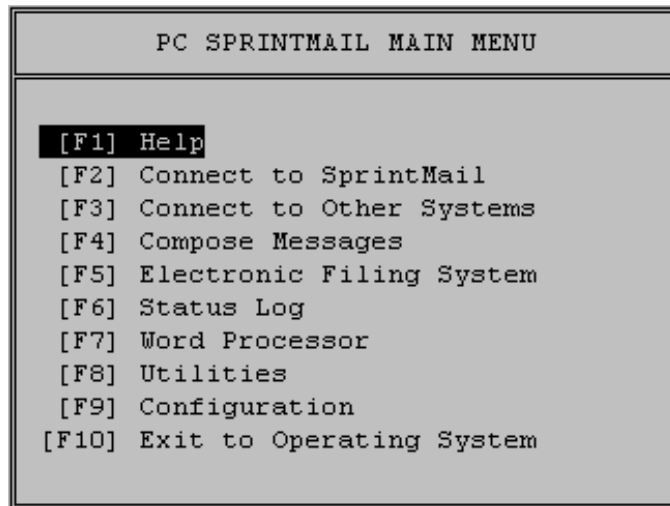 PC SPRINTMAIL MAIN MENU
[F1] Help
[F2] Connect to SprintMail
[F3] Connect to Other Systems
[F4] Compose Messages
[F5] Electronic Filing System
[F6] Status Log
[F7] Word Processor
[F8] Utilities
[F9] Configuration
[F10] Exit to Operating System